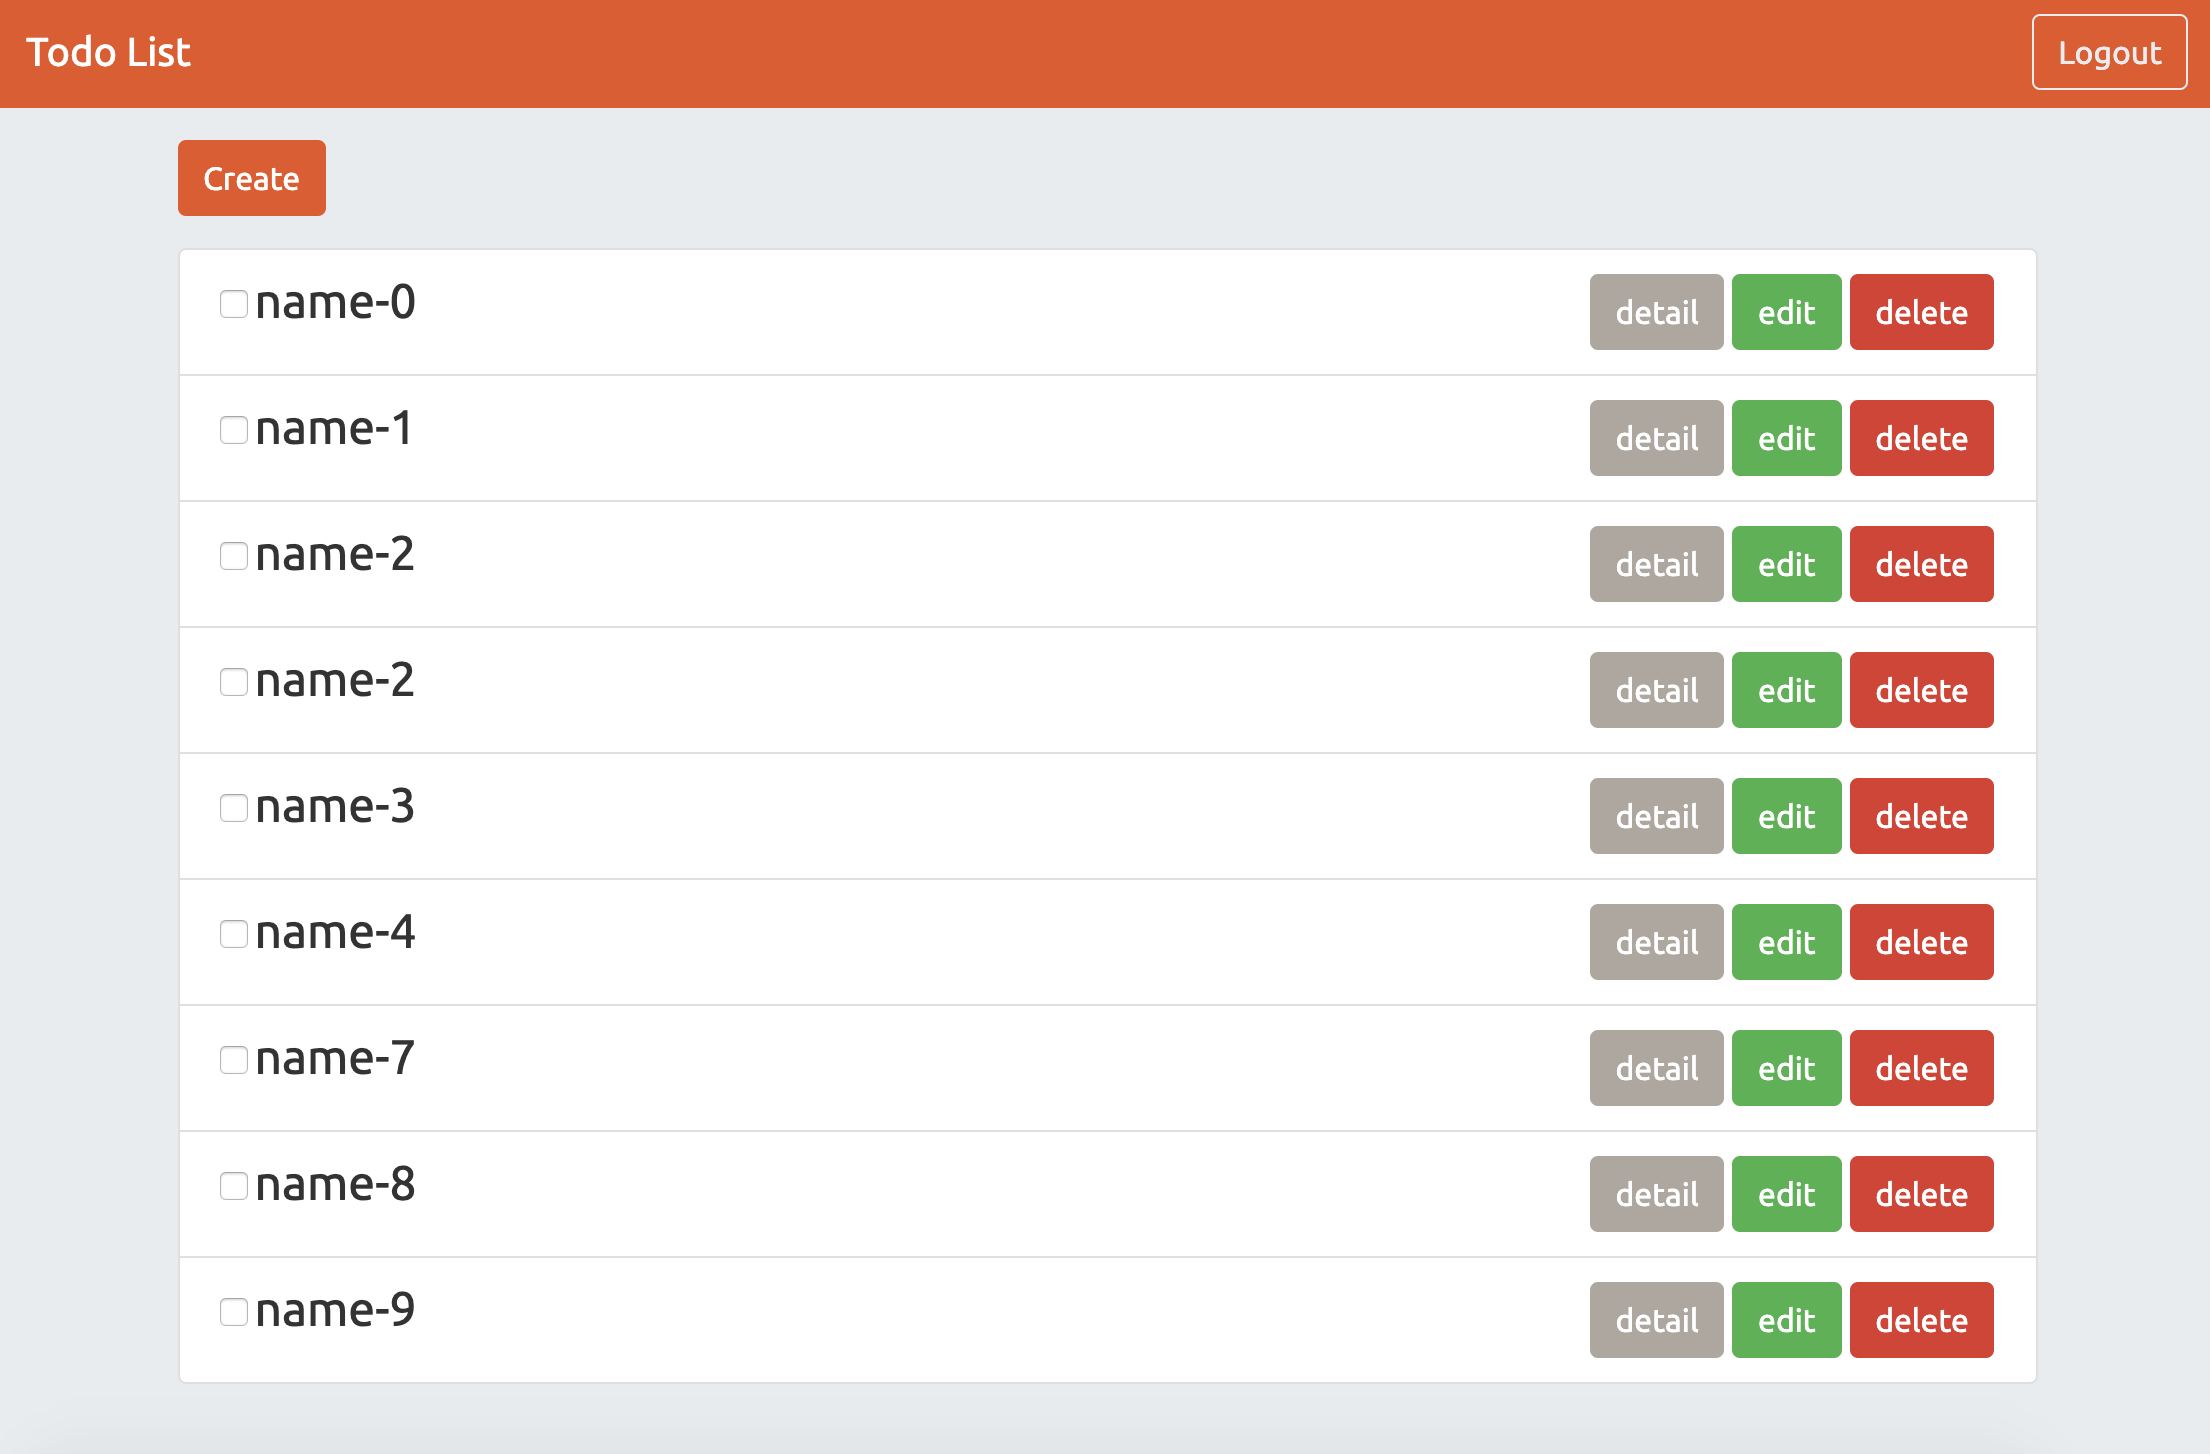 Todo List Logout
Create
name-0 detail edit delete
name-1 detail edit delete
name-2 detail edit delete
name-2 detail edit delete
name-3 detail edit delete
name-4 detail edit delete
name-7 detail edit delete
name-8 detail edit delete
name-9 detail edit delete